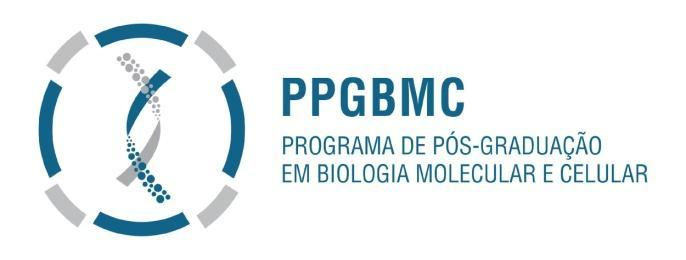 PPGBMC
PROGRAMA DE PÓS-GRADUAÇÃO
EM BIOLOGIA MOLECULAR E CELULAR